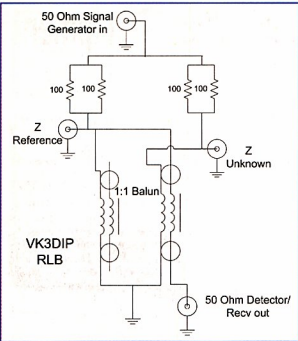 50 Ohm Signal
Generator in
100
100
100
100
Z
Reference
Z
Unknown
1:1 Balun
VK3DIP
RLB
50 Ohm Detector/
Recv out